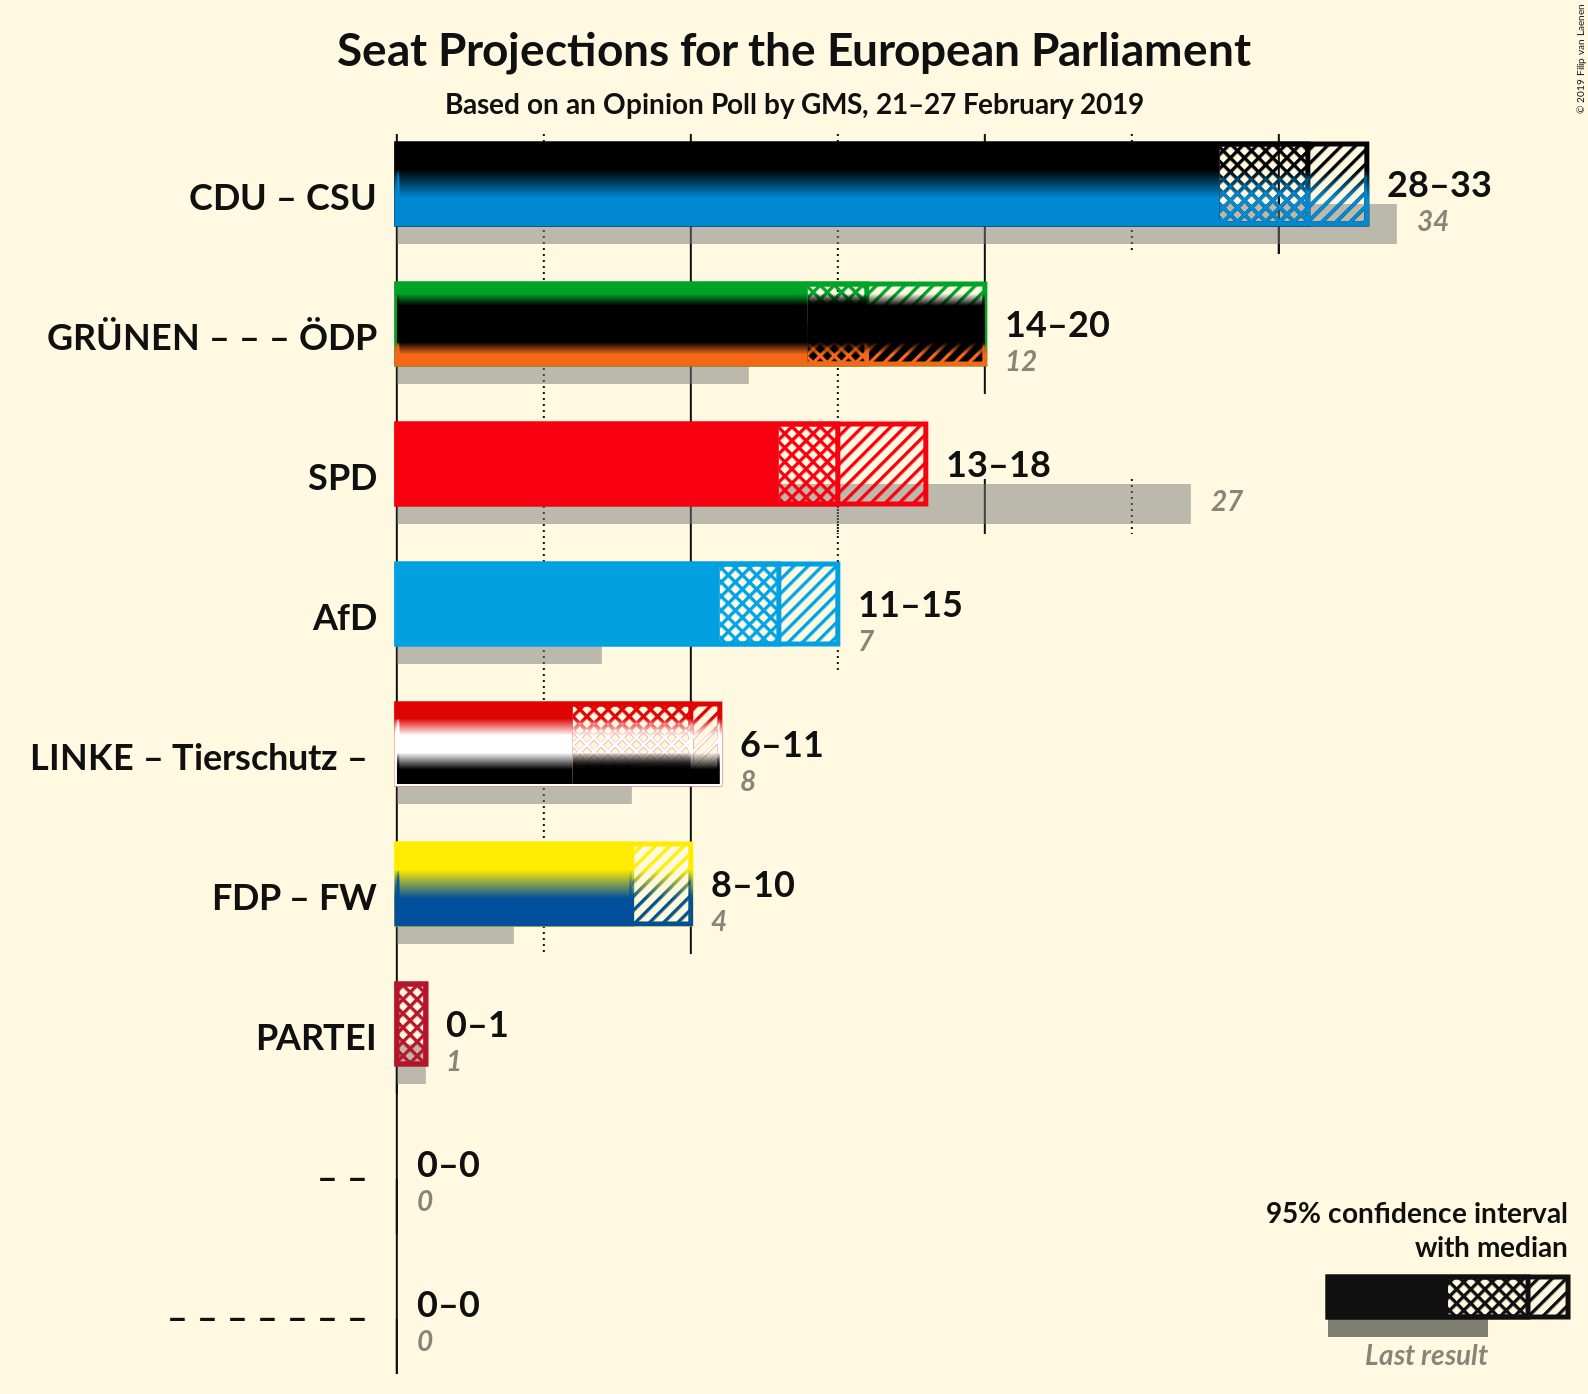 Seat Projections for the European Parliament
Based on an Opinion Poll by GMS, 21–27 February 2019
© 2019 Filip van Laenen
CDU – CSU
28–33
34
GRÜNEN – – – ÖDP
14–20
12
SPD
13–18
27
AfD
11–15
7
LINKE – Tierschutz –
6–11
8
FDP – FW
8–10
4
PARTEI
0–1
1
– –
0–0
0
– – – – – – –
0–0
0
95% confidence interval
with median
Last result